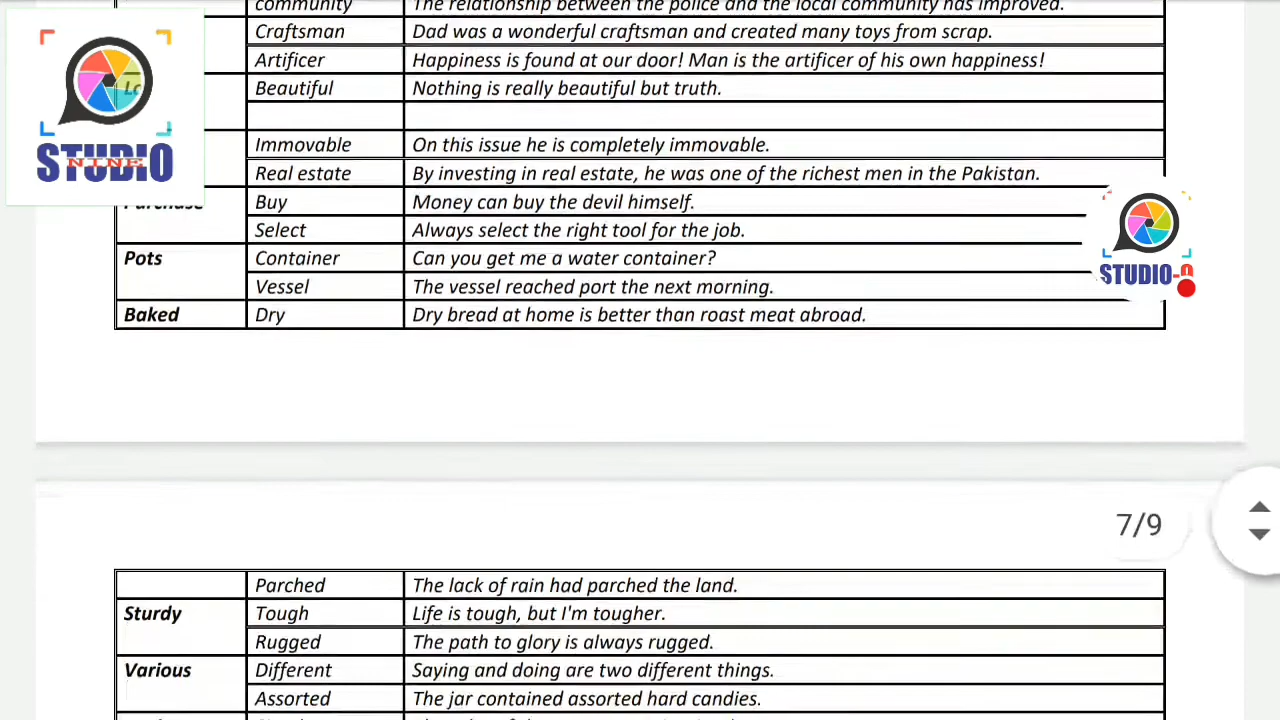 community The relationship between the police and the local community has improved.
Craftsman Dad was a wonderful craftsman and created many toys from scrap.
Artificer Happiness is found at our door! Man is the artificer of his own happiness!
Lo Beautiful Nothing is really beautiful but truth.
STUDIO
NINE
Immovable On this issue he is completely immovable.
Real estate By investing in real estate, he was one of the richest men in the Pakistan.
Purchase Buy Money can buy the devil himself.
Select Always select the right tool for the job.
Pots Container Can you get me a water container?
STUDIO-9
Vessel The vessel reached port the next morning.
Baked Dry Dry bread at home is better than roast meat abroad.
7/9
Parched The lack of rain had parched the land.
Sturdy Tough Life is tough, but I'm tougher.
Rugged The path to glory is always rugged.
Various Different Saying and doing are two different things.
Assorted The jar contained assorted hard candies.